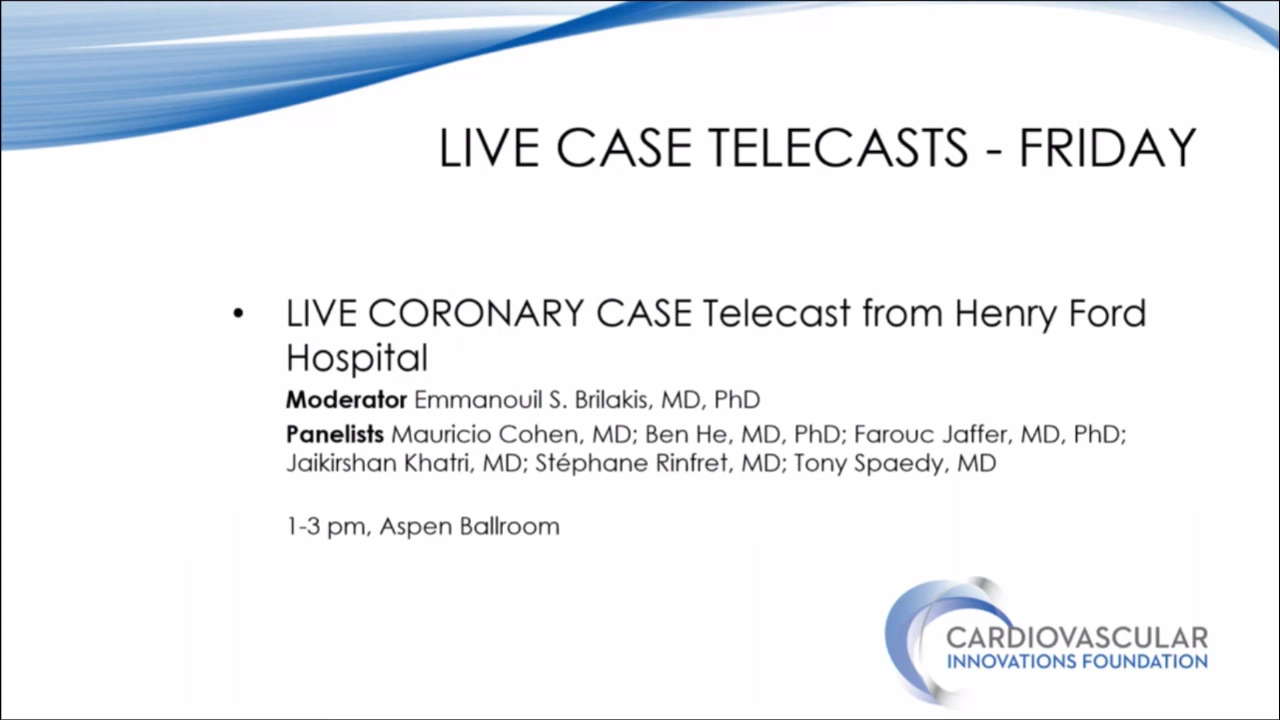 LIVE CASE TELECASTS - FRIDAY
• LIVE CORONARY CASE Telecast from Henry Ford
Hospital
Moderator Emmanouil S. Brilakis, MD, PhD
Panelists Mauricio Cohen, MD; Ben He, MD, PhD; Farouc Jaffer, MD, PhD;
Jaikirshan Khatri, MD; Stéphane Rinfret, MD; Tony Spaedy, MD
1-3 pm, Aspen Ballroom
CARDIOVASCULAR
INNOVATIONS FOUNDATION